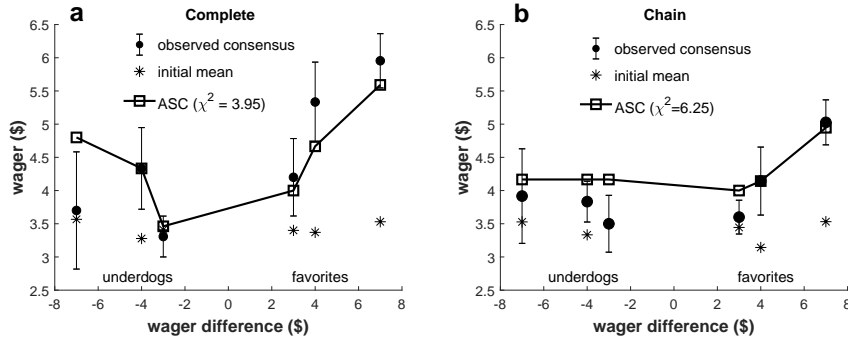 a
Complete
observed consensus
initial mean
ASC (χ² = 3.95)
6.5
6
5.5
5
4.5
4
3.5
3
2.5
wager ($)
underdogs
favorites
-8 -6 -4 -2 0 2 4 6 8
wager difference ($)
b
Chain
observed consensus
initial mean
ASC (χ²=6.25)
6.5
6
5.5
5
4.5
4
3.5
3
2.5
wager ($)
underdogs
favorites
-8 -6 -4 -2 0 2 4 6 8
wager difference ($)